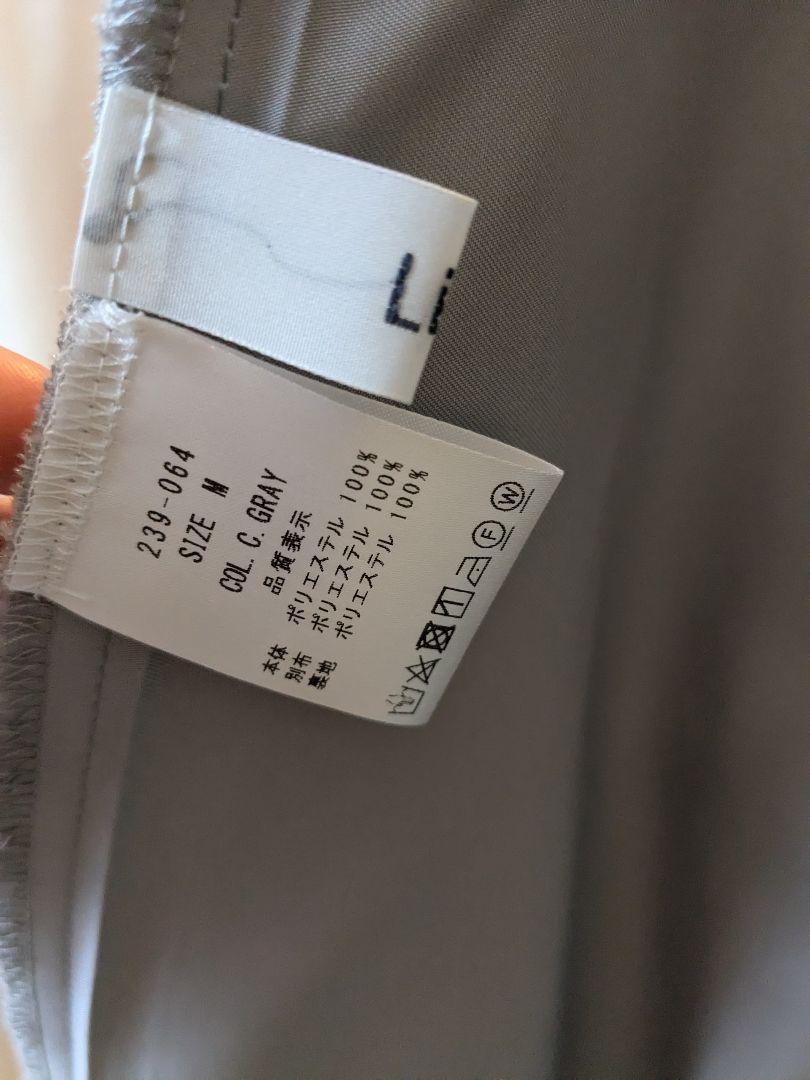 Li
239-064
SIZE M
COL. C. GRAY
品質表示
本体 ポリエステル 100%
別布 ポリエステル 100%
裏地 ポリエステル 100%
F W